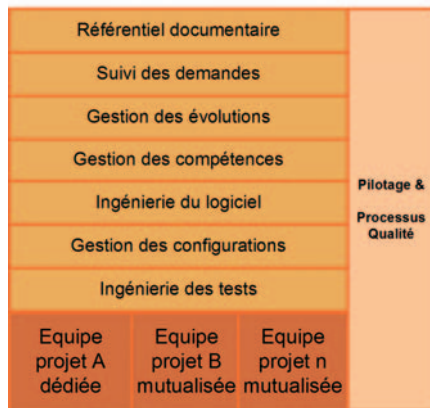 Référentiel documentaire
Suivi des demandes
Gestion des évolutions
Gestion des compétences
Ingénierie du logiciel
Gestion des configurations
Ingénierie des tests
Equipe
projet A
dédiée
Equipe
projet B
mutualisée
Equipe
projet n
mutualisée
Pilotage &
Processus
Qualité